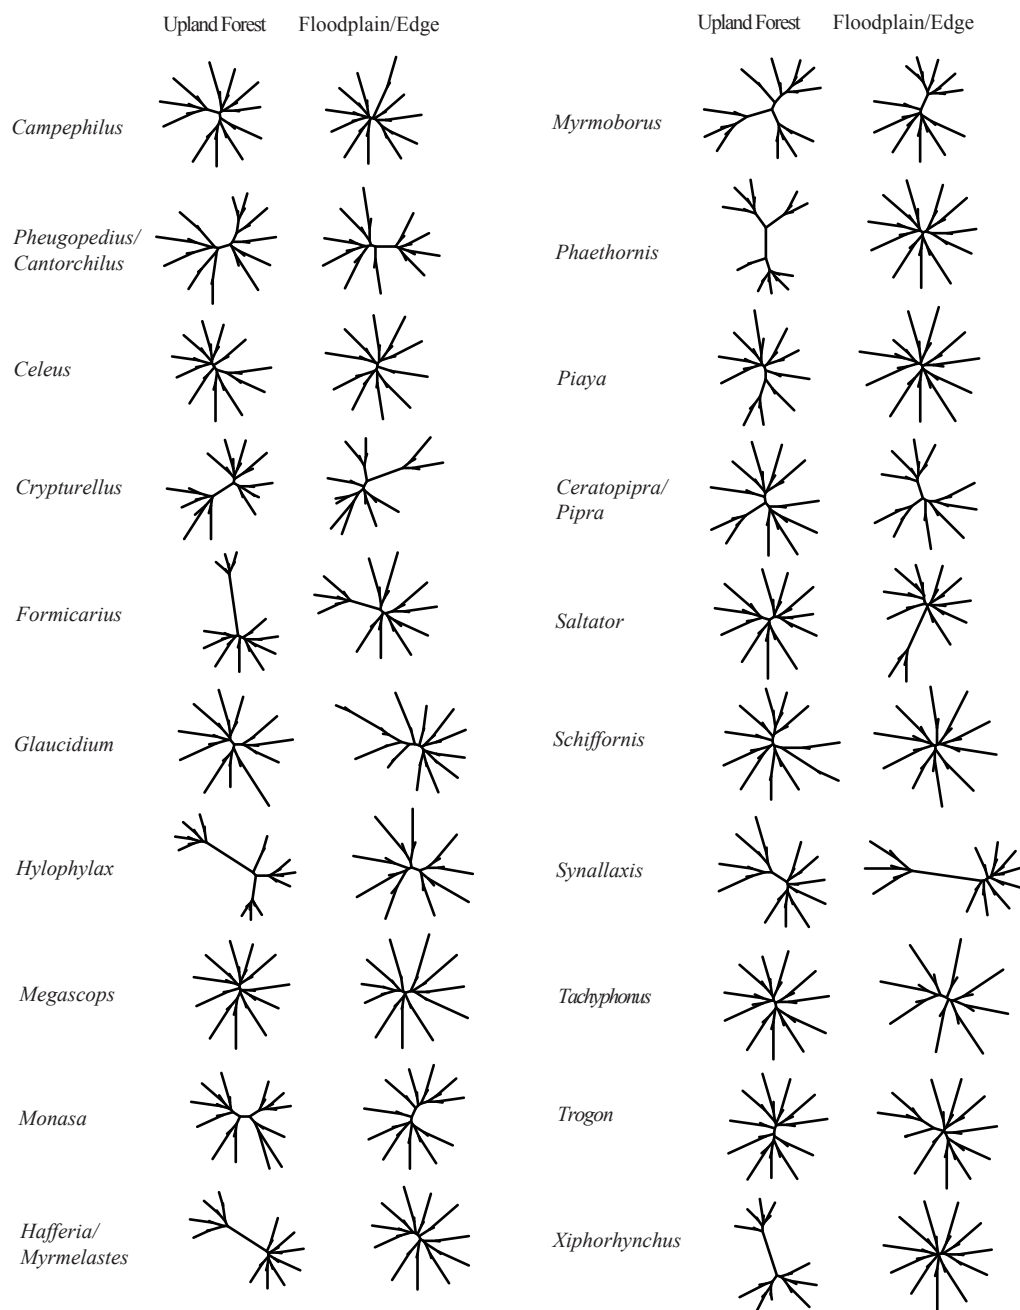 Upland Forest Floodplain/Edge
Campephilus
Pheugopedius/
Cantorchilus
Celeus
Crypturellus
Formicarius
Glaucidium
Hylophylax
Megascops
Monasa
Hafferia/
Myrmelastes
Upland Forest Floodplain/Edge
Myrmoborus
Phaethornis
Piaya
Ceratopipra/
Pipra
Saltator
Schiffornis
Synallaxis
Tachyphonus
Trogon
Xiphorhynchus